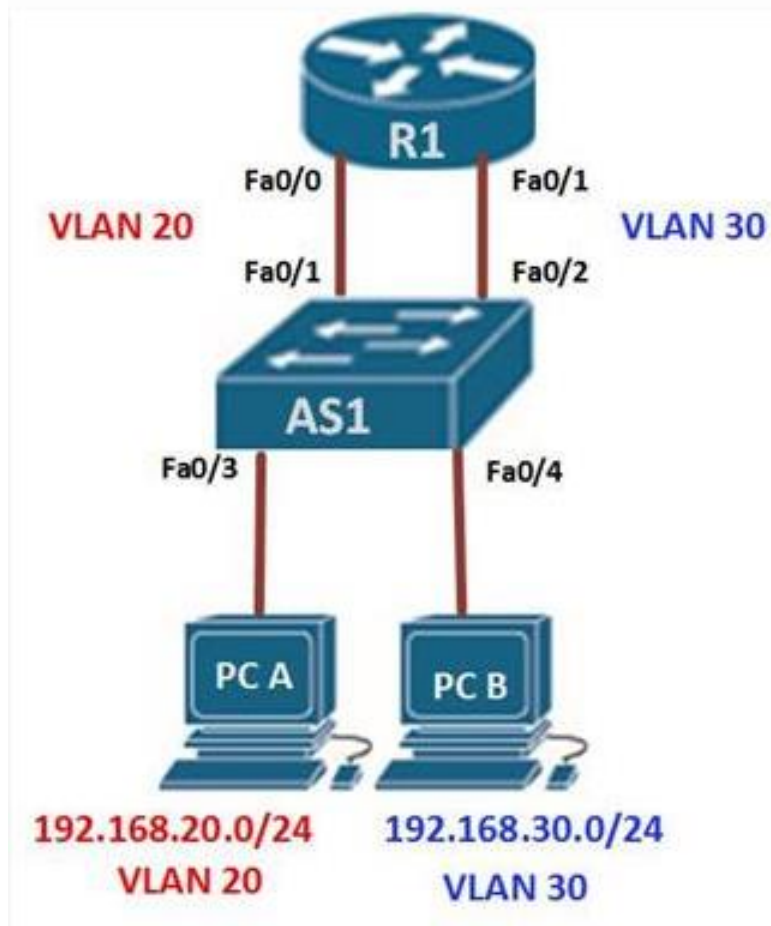 R1
Fa0/0
Fa0/1
VLAN 20
VLAN 30
Fa0/1
Fa0/2
AS1
Fa0/3
Fa0/4
PC A
PC B
192.168.20.0/24
192.168.30.0/24
VLAN 20
VLAN 30